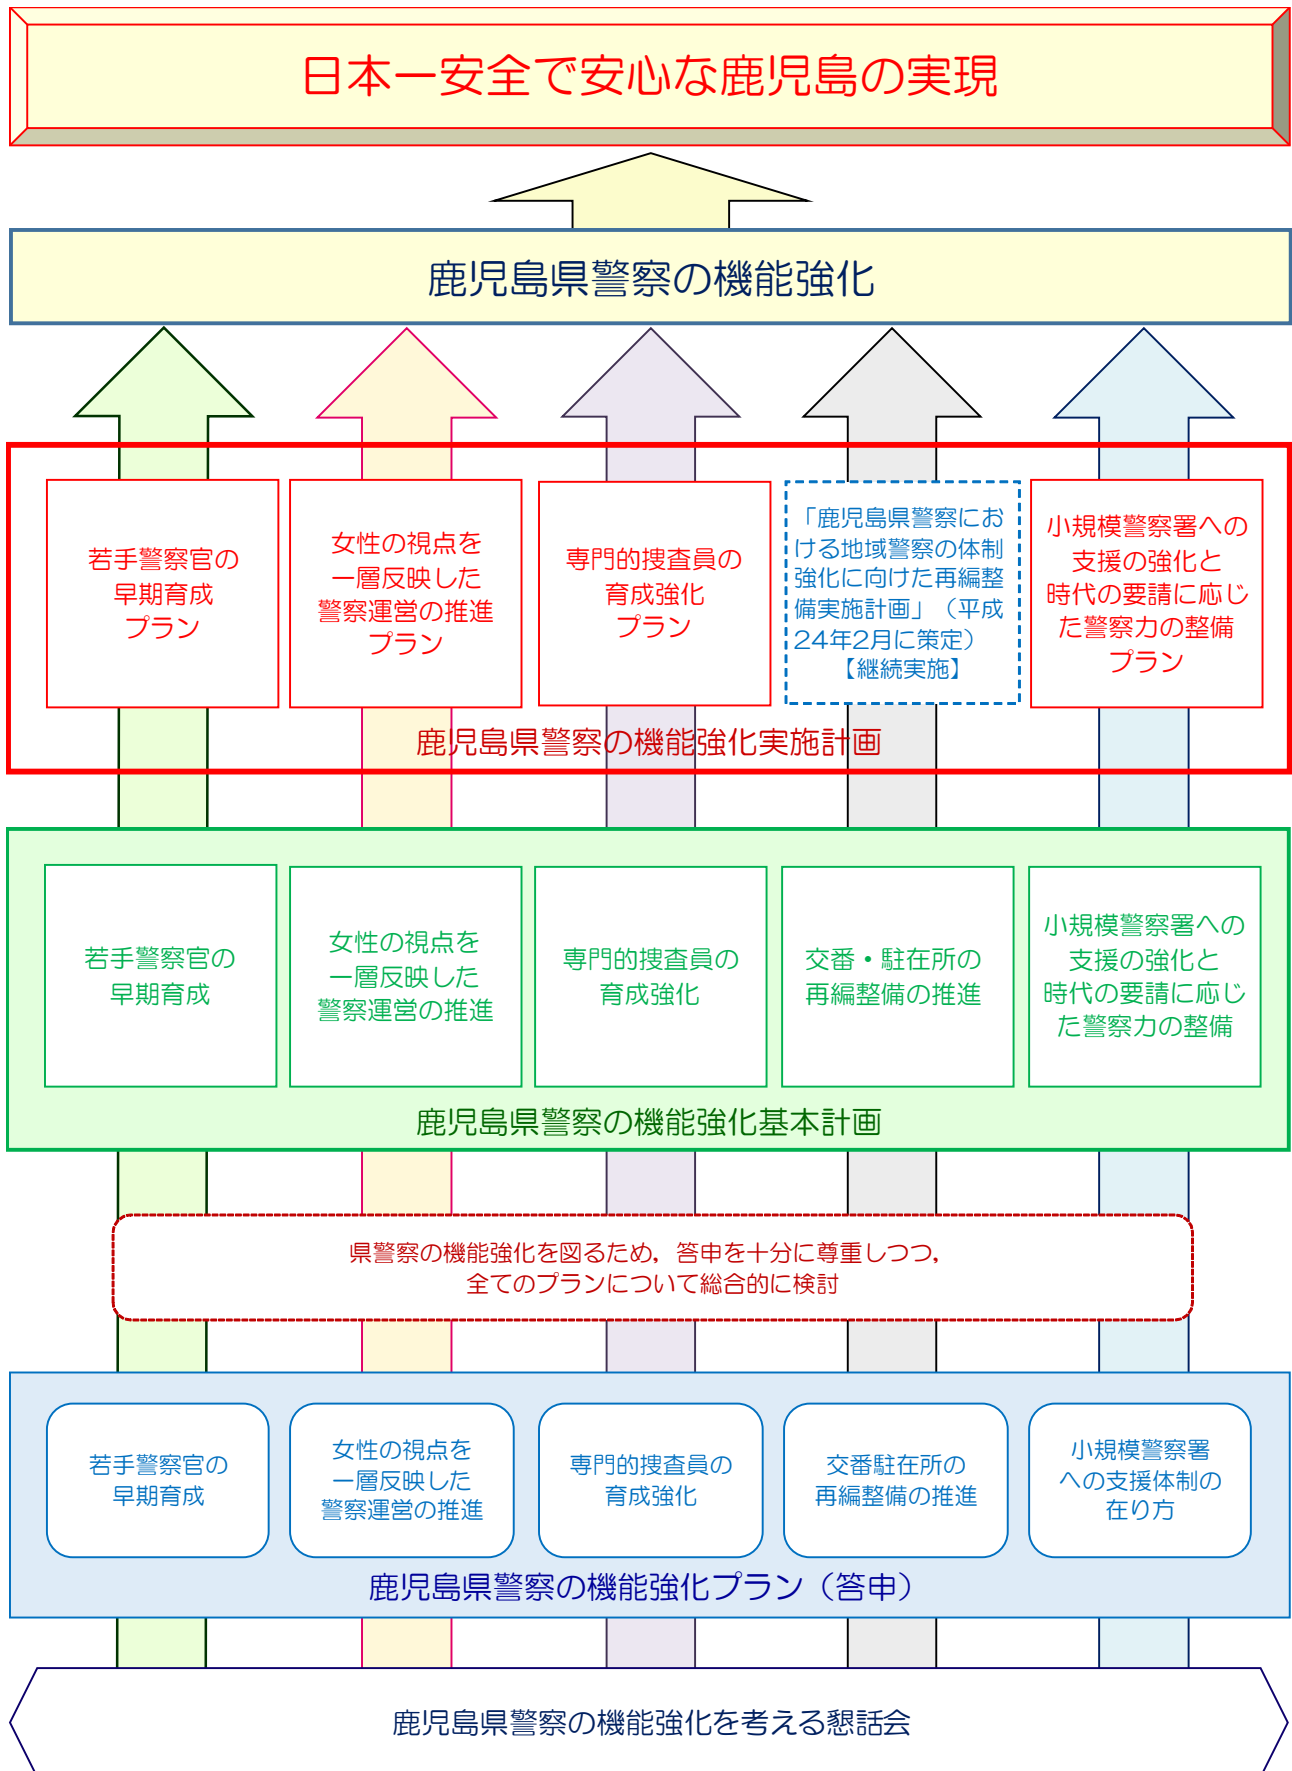 日本一安全で安心な鹿児島の実現
鹿児島県警察の機能強化
若手警察官の
早期育成
プラン
女性の視点を
一層反映した
警察運営の推進
プラン
専門的捜査員の
育成強化
プラン
「鹿児島県警察にお
ける地域警察の体制
強化に向けた再編整
備実施計画」（平成
24年2月に策定）
【継続実施】
小規模警察署への
支援の強化と
時代の要請に応じ
た警察力の整備
プラン
鹿児島県警察の機能強化実施計画
若手警察官の
早期育成
女性の視点を
一層反映した
警察運営の推進
専門的捜査員の
育成強化
交番・駐在所の
再編整備の推進
小規模警察署への
支援の強化と
時代の要請に応じ
た警察力の整備
鹿児島県警察の機能強化基本計画
県警察の機能強化を図るため，答申を十分に尊重しつつ，
全てのプランについて総合的に検討
若手警察官の
早期育成
女性の視点を
一層反映した
警察運営の推進
専門的捜査員の
育成強化
交番駐在所の
再編整備の推進
小規模警察署
への支援体制の
在り方
鹿児島県警察の機能強化プラン（答申）
鹿児島県警察の機能強化を考える懇話会